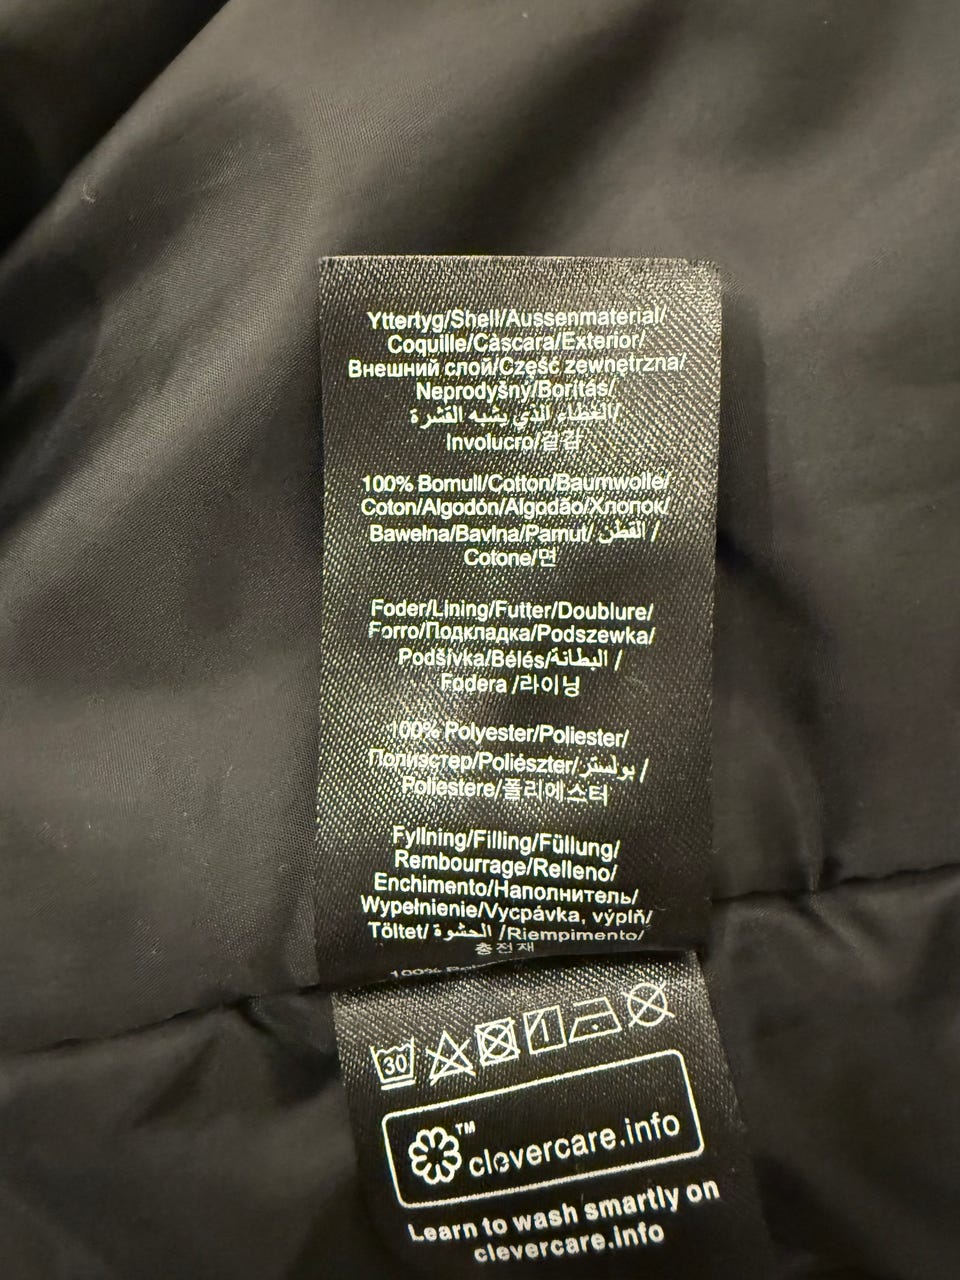 Yttertyg/Shell/Aussenmaterial/
Coquille/Cáscara/Exterior/
Внешний слой/Część zewnętrzna/
Neprodyšný/Borítás/
الغطاء الذي يشبه القشرة/
Involucro/겉감
100% Bomull/Cotton/Baumwolle/
Coton/Algodón/Algodão/Хлопок/
Bawełna/Bavlna/Pamut/ القطن /
Cotone/면
Foder/Lining/Futter/Doublure/
Forro/Подкладка/Podszewka/
Podšívka/Bélés/البطانة /
Fodera /라이닝
100% Polyester/Poliester/
Полиэстер/Poliészter/بولستر /
Poliestere/폴리에스터
Fyllning/Filling/Füllung/
Rembourrage/Relleno/
Enchimento/Наполнитель/
Wypełnienie/Vycpávka, výplň/
Töltet/ الحشوة /Riempimento/
충전재
100%
30
TM
clevercare.info
Learn to wash smartly on
clevercare.info